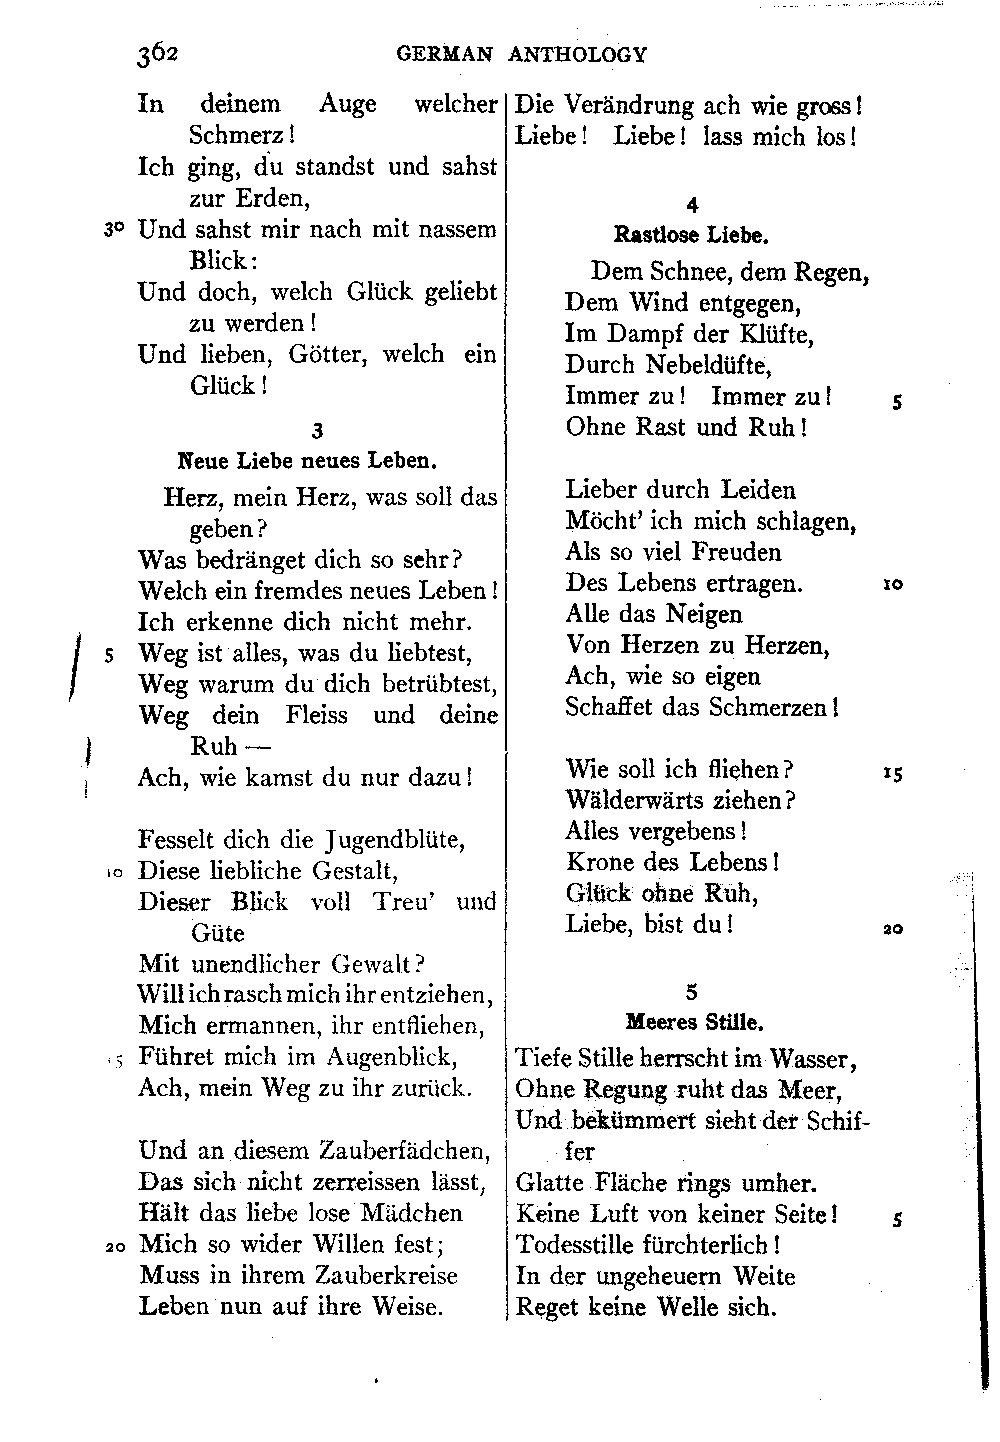 362 GERMAN ANTHOLOGY
In deinem Auge welcher
Schmerz!
Ich ging, du standst und sahst
zur Erden,
30 Und sahst mir nach mit nassem
Blick:
Und doch, welch Glück geliebt
zu werden!
Und lieben, Götter, welch ein
Glück!
3
Neue Liebe neues Leben.
Herz, mein Herz, was soll das
geben?
Was bedränget dich so sehr?
Welch ein fremdes neues Leben!
Ich erkenne dich nicht mehr.
5 Weg ist alles, was du liebtest,
Weg warum du dich betrübtest,
Weg dein Fleiss und deine
Ruh —
Ach, wie kamst du nur dazu!
Fesselt dich die Jugendblüte,
10 Diese liebliche Gestalt,
Dieser Blick voll Treu' und
Güte
Mit unendlicher Gewalt?
Will ich rasch mich ihr entziehen,
Mich ermannen, ihr entfliehen,
15 Führet mich im Augenblick,
Ach, mein Weg zu ihr zurück.
Und an diesem Zauberfädchen,
Das sich nicht zerreissen lässt,
Hält das liebe lose Mädchen
20 Mich so wider Willen fest;
Muss in ihrem Zauberkreise
Leben nun auf ihre Weise.
Die Verändrung ach wie gross!
Liebe! Liebe! lass mich los!
4
Rastlose Liebe.
Dem Schnee, dem Regen,
Dem Wind entgegen,
Im Dampf der Klüfte,
Durch Nebeldüfte,
Immer zu! Immer zu! 5
Ohne Rast und Ruh!
Lieber durch Leiden
Möcht' ich mich schlagen,
Als so viel Freuden
Des Lebens ertragen. 10
Alle das Neigen
Von Herzen zu Herzen,
Ach, wie so eigen
Schaffet das Schmerzen!
Wie soll ich fliehen? 15
Wälderwärts ziehen?
Alles vergebens!
Krone des Lebens!
Glück ohne Ruh,
Liebe, bist du! 20
5
Meeres Stille.
Tiefe Stille herrscht im Wasser,
Ohne Regung ruht das Meer,
Und bekümmert sieht der Schif-
fer
Glatte Fläche rings umher.
Keine Luft von keiner Seite! 5
Todesstille fürchterlich!
In der ungeheuern Weite
Reget keine Welle sich.